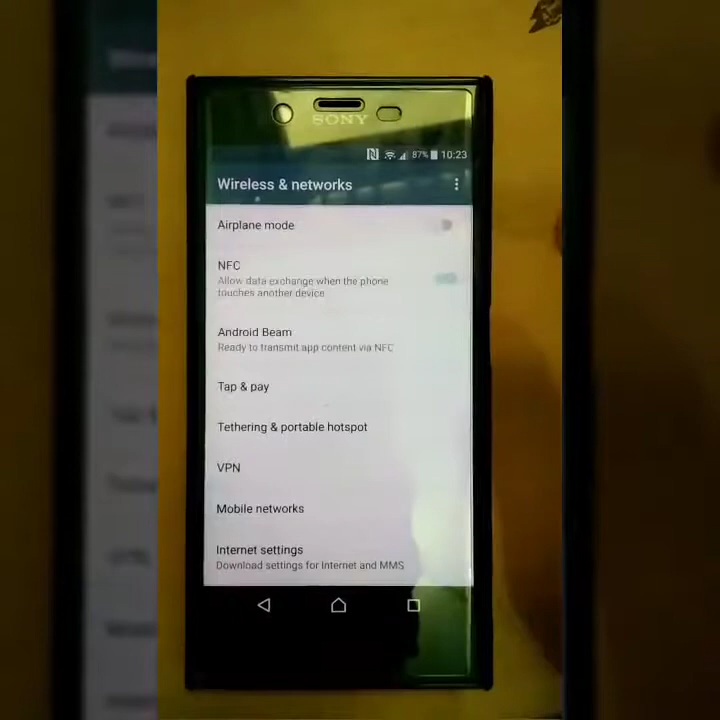 SONY
87% 10:23
Wireless & networks
Airplane mode
NFC
Allow data exchange when the phone
touches another device
Android Beam
Ready to transmit app content via NFC
Tap & pay
Tethering & portable hotspot
VPN
Mobile networks
Internet settings
Download settings for Internet and MMS